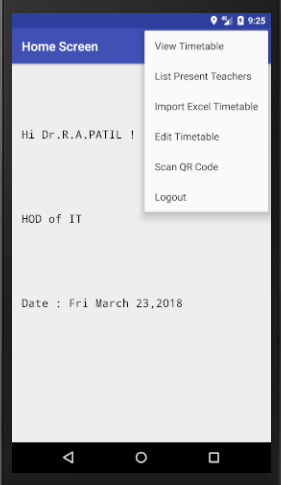 9:25
Home Screen
View Timetable
List Present Teachers
Import Excel Timetable
Edit Timetable
Scan QR Code
Logout
Hi Dr.R.A.PATIL !
HOD of IT
Date : Fri March 23,2018